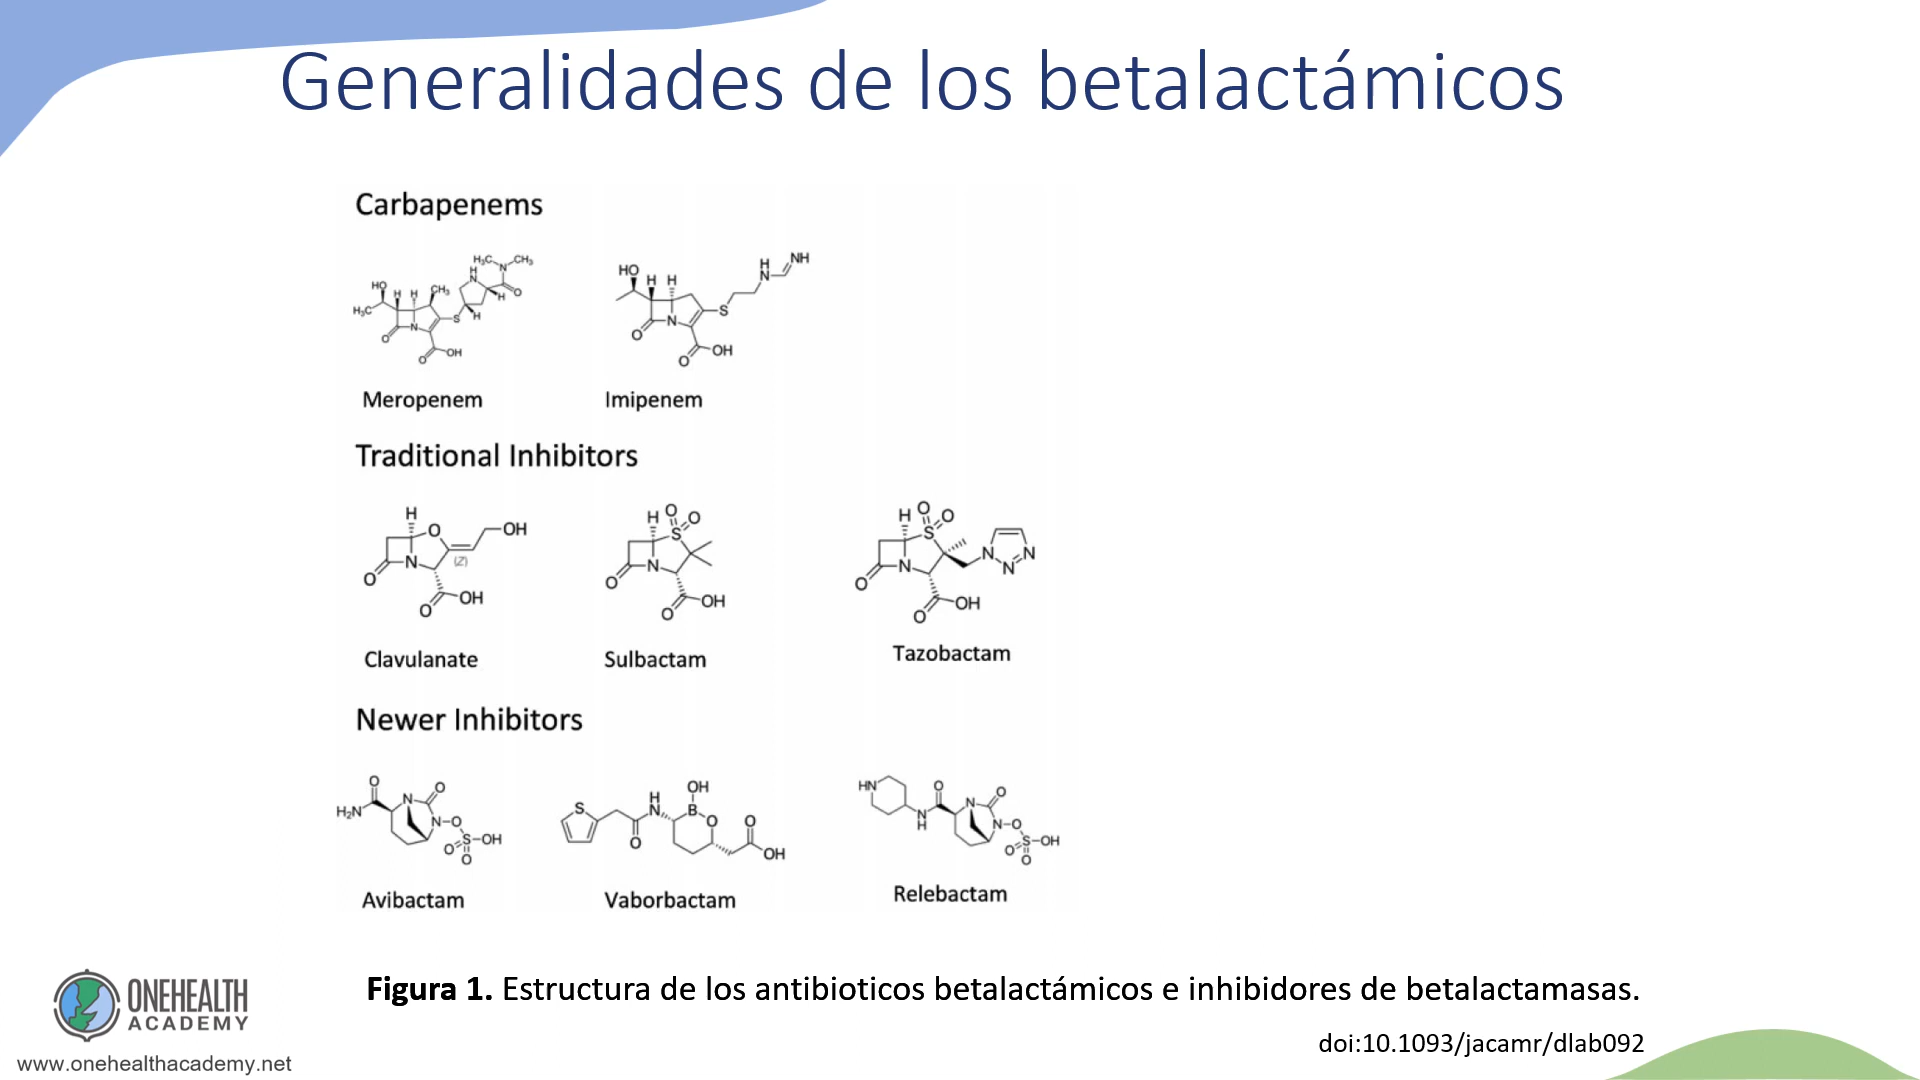 Generalidades de los betalactámicos
Carbapenems
HO
H₃C
H
H
CH₃
O
N
S
O
OH
H
N
H₃C
N
CH₃
O
H
H
HO
H
H
O
N
S
O
OH
H
N
NH
Meropenem
Imipenem
Traditional Inhibitors
H
O
OH
N
(Z)
O
O
OH
H
O
O
S
N
O
O
OH
H
O
O
S
N
O
O
OH
N
N
N
Clavulanate
Sulbactam
Tazobactam
Newer Inhibitors
O
H₂N
N
O
N
O
S
OH
O
O
S
O
H
N
OH
B
O
O
OH
HN
N
H
O
N
O
N
O
S
OH
O
O
Avibactam
Vaborbactam
Relebactam
Figura 1. Estructura de los antibioticos betalactámicos e inhibidores de betalactamasas.
doi:10.1093/jacamr/dlab092
ONEHEALTH
ACADEMY
www.onehealthacademy.net